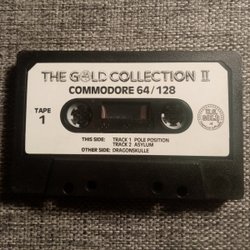 THE GOLD COLLECTION II
COMMODORE 64/128
TAPE
1
U.S.
GOLD
THIS SIDE: TRACK 1 POLE POSITION
TRACK 2 ASYLUM
OTHER SIDE: DRAGONSKULLE